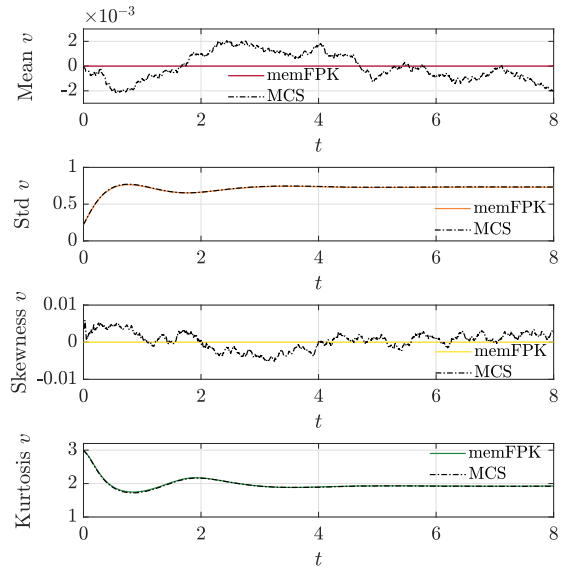 ×10⁻³
Mean v
2
0
-2
memFPK
MCS
0 2 4 6 8
t
Std v
1
0.5
0
memFPK
MCS
0 2 4 6 8
t
Skewness v
0.01
0
-0.01
memFPK
MCS
0 2 4 6 8
t
Kurtosis v
3
2
1
memFPK
MCS
0 2 4 6 8
t